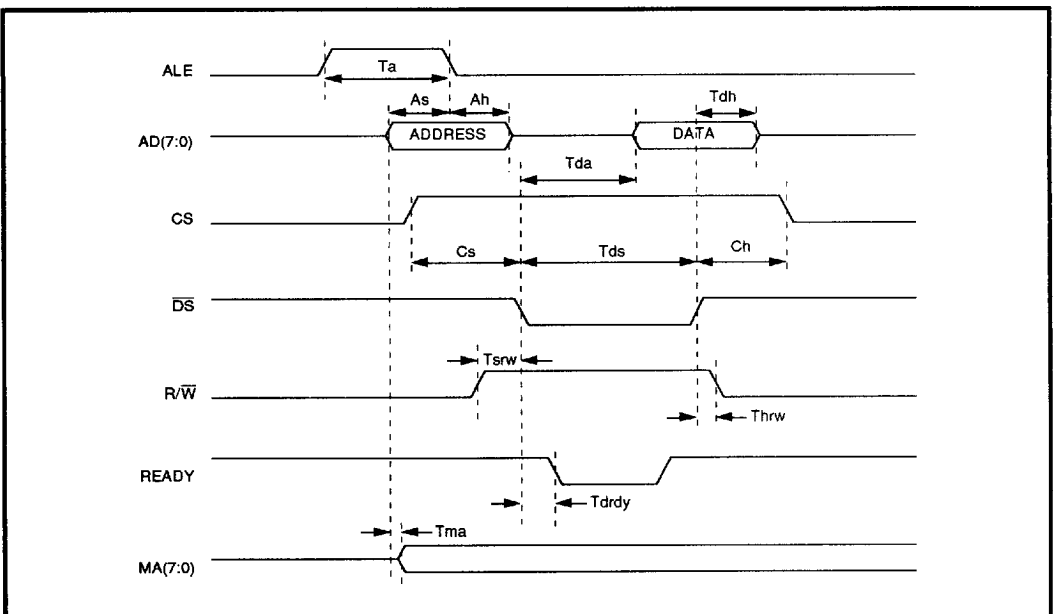 ALE
Ta
As
Ah
Tdh
AD(7:0)
ADDRESS
DATA
Tda
CS
Cs
Tds
Ch
DS
Tsrw
R/W
Thrw
READY
Tdrdy
Tma
MA(7:0)